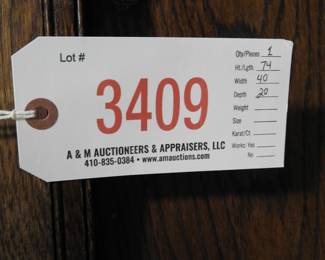 Lot #
3409
A & M AUCTIONEERS & APPRAISERS, LLC
410-835-0384 • www.amauctions.com
Qty/Pieces 1
Ht./Lgth 74
Width 40
Depth 20
Weight
Size
Karat/Ct
Works: Yes
No